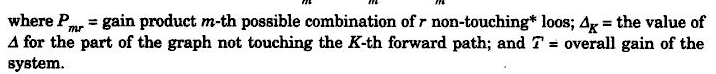 where P_mr = gain product m-th possible combination of r non-touching* loos; Δ_K = the value of
Δ for the part of the graph not touching the K-th forward path; and T = overall gain of the
system.